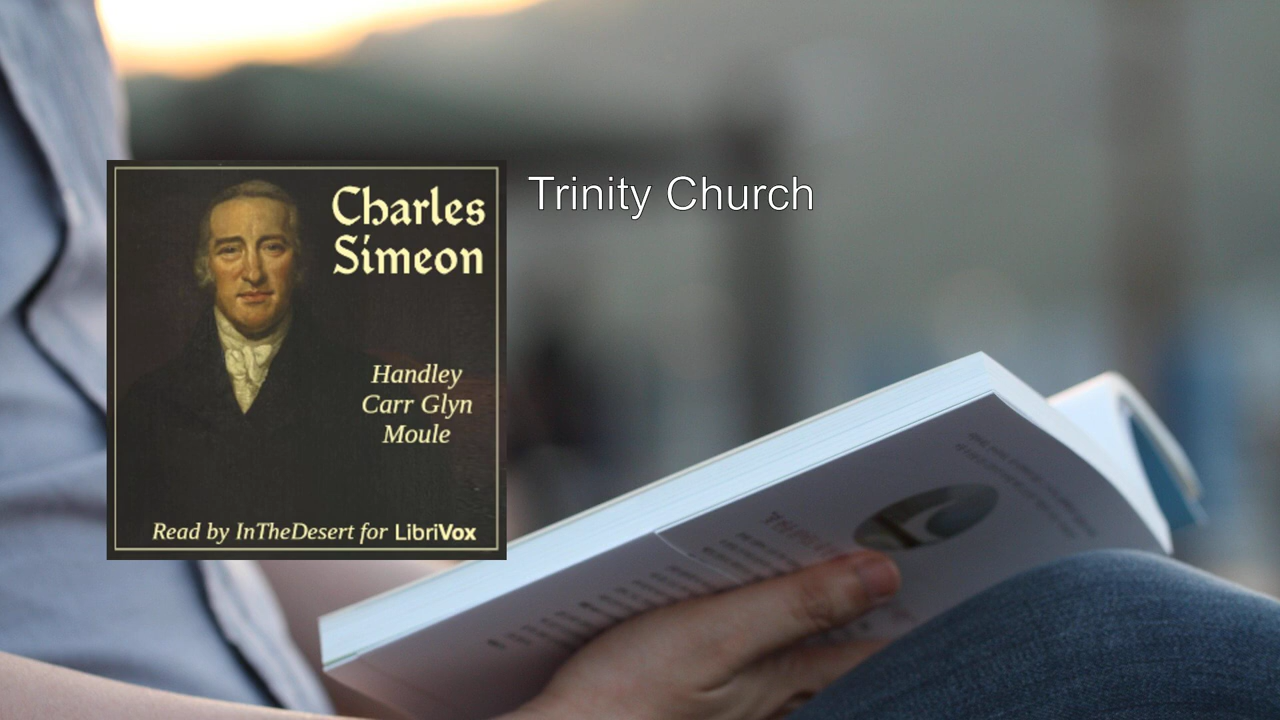 Charles
Simeon
Handley
Carr Glyn
Moule
Read by InTheDesert for LibriVox
Trinity Church